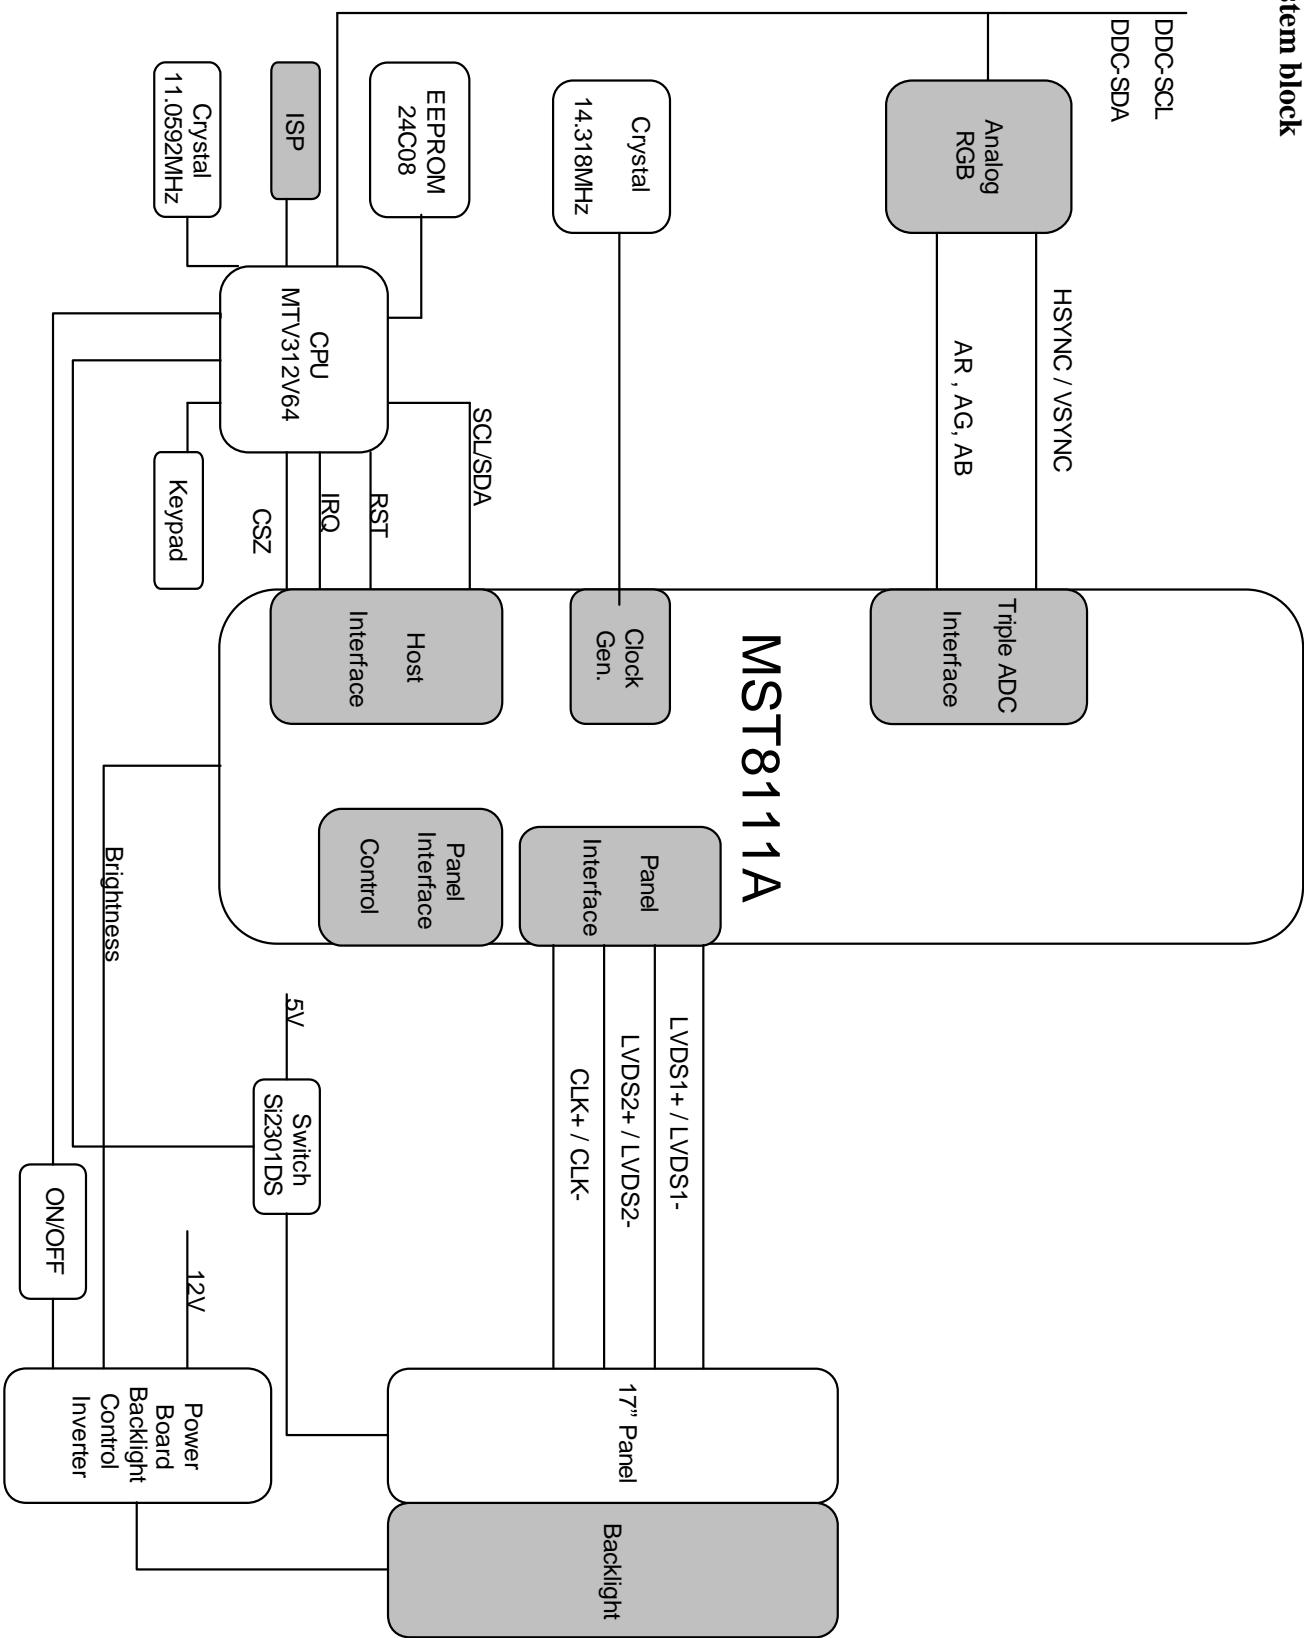 stem block
DDC-SCL
DDC-SDA
Analog
RGB
HSYNC / VSYNC
AR , AG, AB
Triple ADC
Interface
MST8111A
Crystal
14.318MHz
Clock
Gen.
EEPROM
24C08
ISP
Crystal
11.0592MHz
CPU
MTV312V64
SCL/SDA
RST
IRQ
CSZ
Keypad
Host
Interface
Panel
Interface
Panel
Interface
Control
LVDS1+ / LVDS1-
LVDS2+ / LVDS2-
CLK+ / CLK-
Brightness
5V
Switch
Si2301DS
ON/OFF
12V
17” Panel
Backlight
Power
Board
Backlight
Control
Inverter